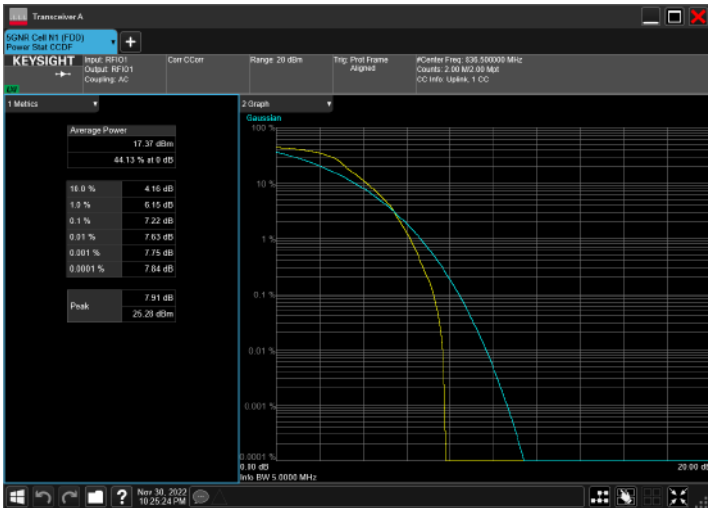 Transceiver A
5GNR Cell N1 (FDD)
Power Stat CCDF
KEYSIGHT
Input: RFIO1
Output: RFIO1
Coupling: AC
Corr CCorr
Range: 20 dBm
Trig: Prot Frame
Aligned
#Center Freq: 836.500000 MHz
Counts: 2.00 M/2.00 Mpt
CC Info: Uplink, 1 CC
1 Metrics
Average Power
17.37 dBm
44.13 % at 0 dB
10.0 % 4.16 dB
1.0 % 6.15 dB
0.1 % 7.22 dB
0.01 % 7.63 dB
0.001 % 7.75 dB
0.0001 % 7.84 dB
Peak
7.91 dB
25.28 dBm
2 Graph
Gaussian
100 %
10 %
1 %
0.1 %
0.01 %
0.001 %
0.0001 %
0.00 dB
20.00 dB
Info BW 5.0000 MHz
?
Nov 30, 2022
10:25:24 PM